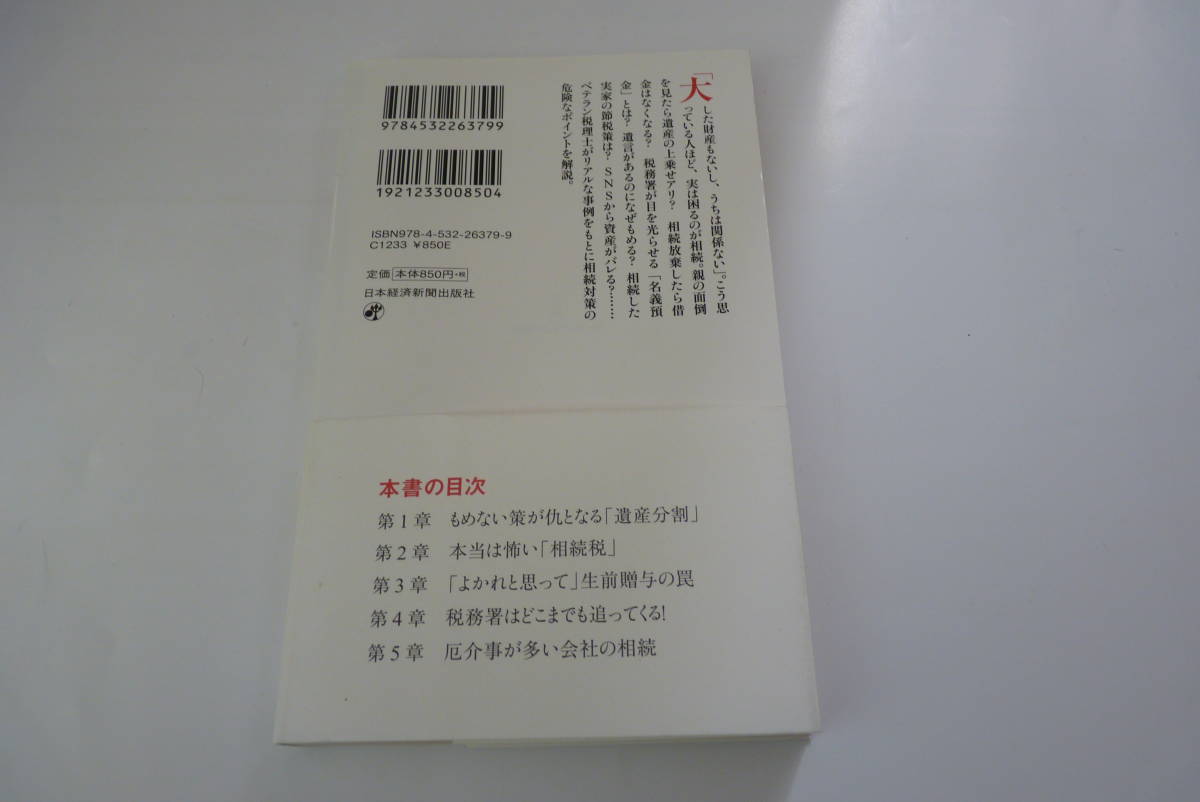 「大した財産もないし、うちは関係ない」。こう思
っている人ほど、実は困るのが相続。親の面倒
を見たら遺産の上乗せアリ? 相続放棄したら借
金はなくなる? 税務署が目を光らせる「名義預
金」とは? 遺言があるのになぜもめる? 相続した
実家の節税策は? SNSから資産がバレる?………
ベテラン税理士がリアルな事例をもとに相続対策の
危険なポイントを解説。
9784532263799
1921233008504
ISBN978-4-532-26379-9
C1233 ¥850E
定価 本体850円+税
日本経済新聞出版社
本書の目次
第1章 もめない策が仇となる「遺産分割」
第2章 本当は怖い「相続税」
第3章 「よかれと思って」生前贈与の罠
第4章 税務署はどこまでも追ってくる!
第5章 厄介事が多い会社の相続